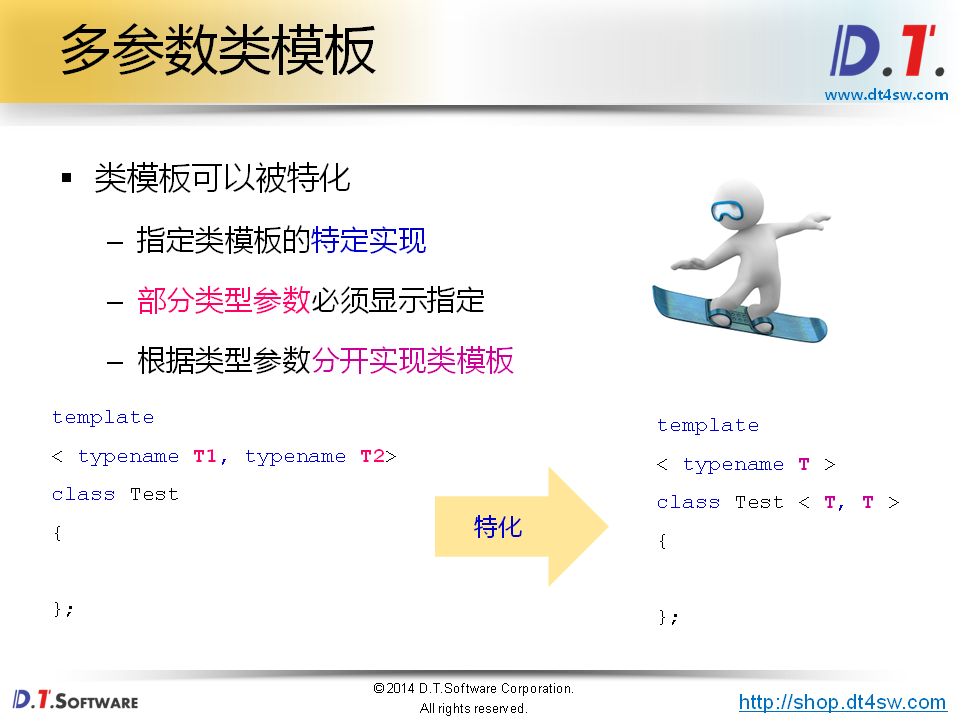 多参数类模板
D.T.
www.dt4sw.com
▪ 类模板可以被特化
– 指定类模板的特定实现
– 部分类型参数必须显示指定
– 根据类型参数分开实现类模板
template
< typename T1, typename T2>
class Test
{
};
特化
template
< typename T >
class Test < T, T >
{
};
D.T.SOFTWARE
©2014 D.T.Software Corporation.
All rights reserved.
http://shop.dt4sw.com